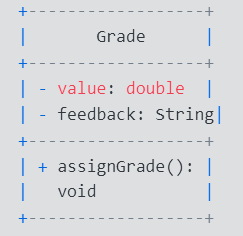 +------------------+
|       Grade      |
+------------------+
| - value: double  |
| - feedback: String|
+------------------+
| + assignGrade(): |
|   void           |
+------------------+